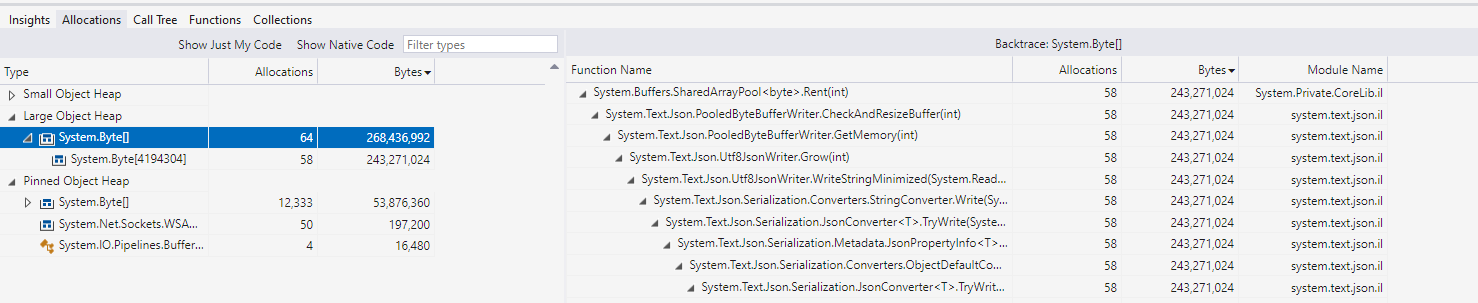 Insights Allocations Call Tree Functions Collections
Show Just My Code Show Native Code Filter types
Type Allocations Bytes
Small Object Heap
Large Object Heap
System.Byte[] 64 268,436,992
System.Byte[4194304] 58 243,271,024
Pinned Object Heap
System.Byte[] 12,333 53,876,360
System.Net.Sockets.WSA... 50 197,200
System.IO.Pipelines.Buffer... 4 16,480
Backtrace: System.Byte[]
Function Name Allocations Bytes Module Name
System.Buffers.SharedArrayPool<byte>.Rent(int) 58 243,271,024 System.Private.CoreLib.il
System.Text.Json.PooledByteBufferWriter.CheckAndResizeBuffer(int) 58 243,271,024 system.text.json.il
System.Text.Json.PooledByteBufferWriter.GetMemory(int) 58 243,271,024 system.text.json.il
System.Text.Json.Utf8JsonWriter.Grow(int) 58 243,271,024 system.text.json.il
System.Text.Json.Utf8JsonWriter.WriteStringMinimized(System.Read... 58 243,271,024 system.text.json.il
System.Text.Json.Serialization.Converters.StringConverter.Write(Sy... 58 243,271,024 system.text.json.il
System.Text.Json.Serialization.JsonConverter<T>.TryWrite(Syste... 58 243,271,024 system.text.json.il
System.Text.Json.Serialization.Metadata.JsonPropertyInfo<T>... 58 243,271,024 system.text.json.il
System.Text.Json.Serialization.Converters.ObjectDefaultCo... 58 243,271,024 system.text.json.il
System.Text.Json.Serialization.JsonConverter<T>.TryWrit... 58 243,271,024 system.text.json.il